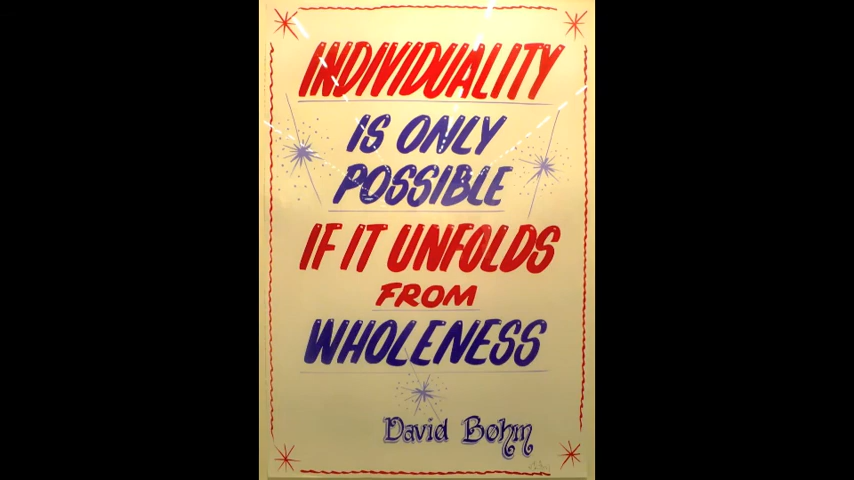 INDIVIDUALITY
IS ONLY
POSSIBLE
IF IT UNFOLDS
FROM
WHOLENESS
David Bohm